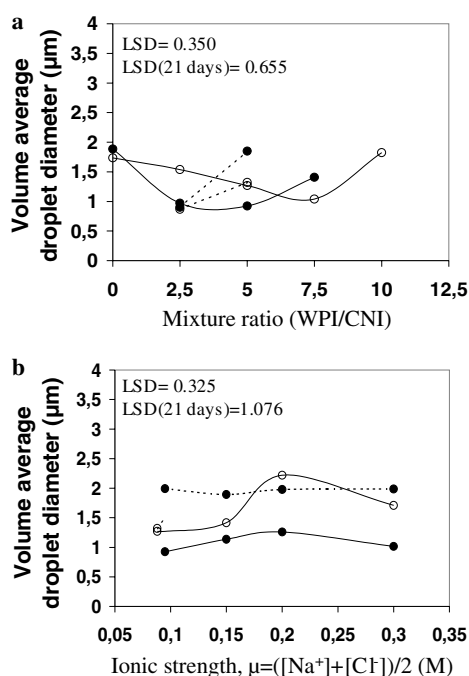 a
LSD = 0.350
LSD(21 days)= 0.655
Volume average
droplet diameter (µm)
4
3,5
3
2,5
2
1,5
1
0,5
0
0 2,5 5 7,5 10 12,5
Mixture ratio (WPI/CNI)
b
LSD= 0.325
LSD(21 days)=1.076
Volume average
droplet diameter (µm)
4
3,5
3
2,5
2
1,5
1
0,5
0
0,05 0,1 0,15 0,2 0,25 0,3 0,35
Ionic strength, µ=([Na⁺]+[Cl⁻])/2 (M)